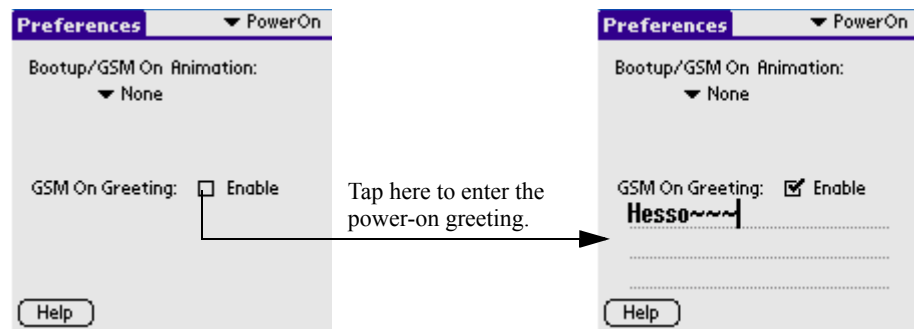 Preferences
PowerOn
Bootup/GSM On Animation:
None
GSM On Greeting: Enable
Help
Tap here to enter the
power-on greeting.
Preferences
PowerOn
Bootup/GSM On Animation:
None
GSM On Greeting: Enable
Hesso~~~
Help